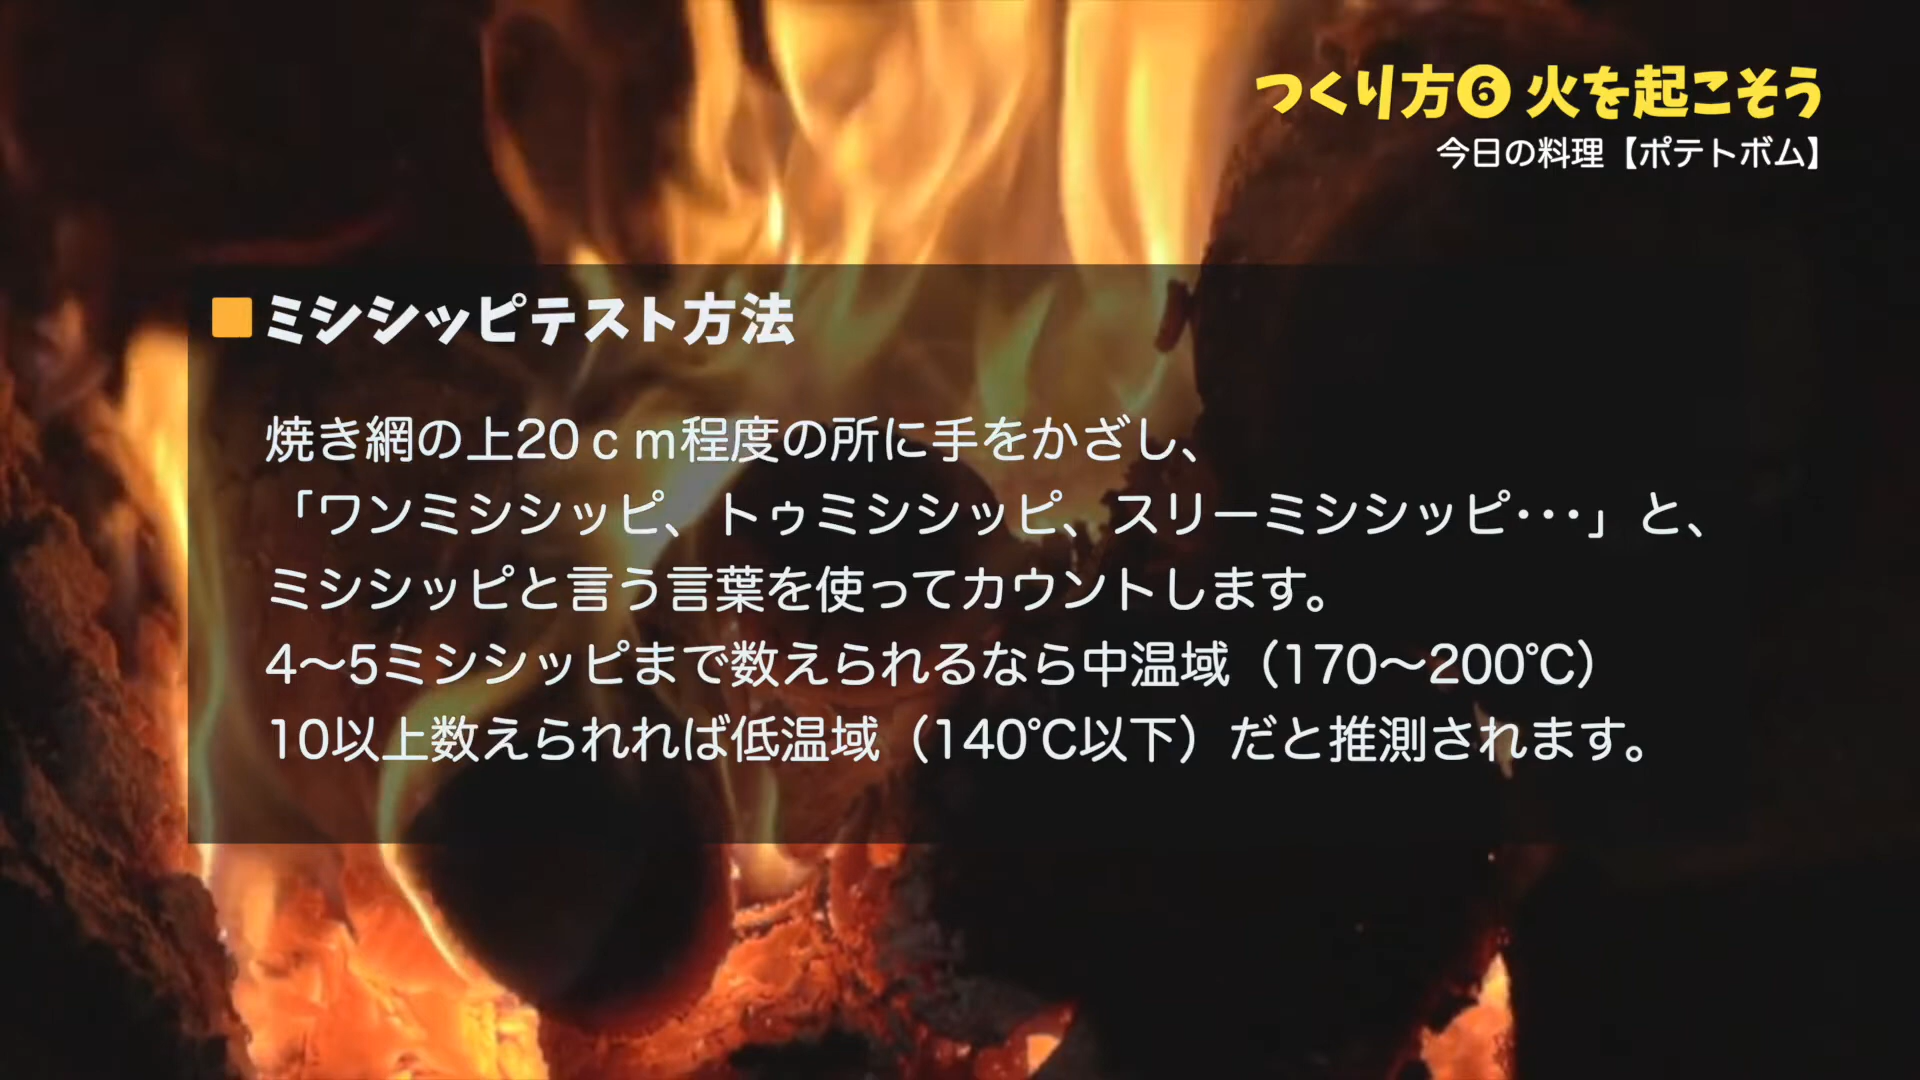 つくり方❻ 火を起こそう
今日の料理【ポテトボム】
■ミシシッピテスト方法
焼き網の上20ｃｍ程度の所に手をかざし、
「ワンミシシッピ、トゥミシシッピ、スリーミシシッピ･･･」と、
ミシシッピと言う言葉を使ってカウントします。
4〜5ミシシッピまで数えられるなら中温域（170〜200℃）
10以上数えられれば低温域（140℃以下）だと推測されます。